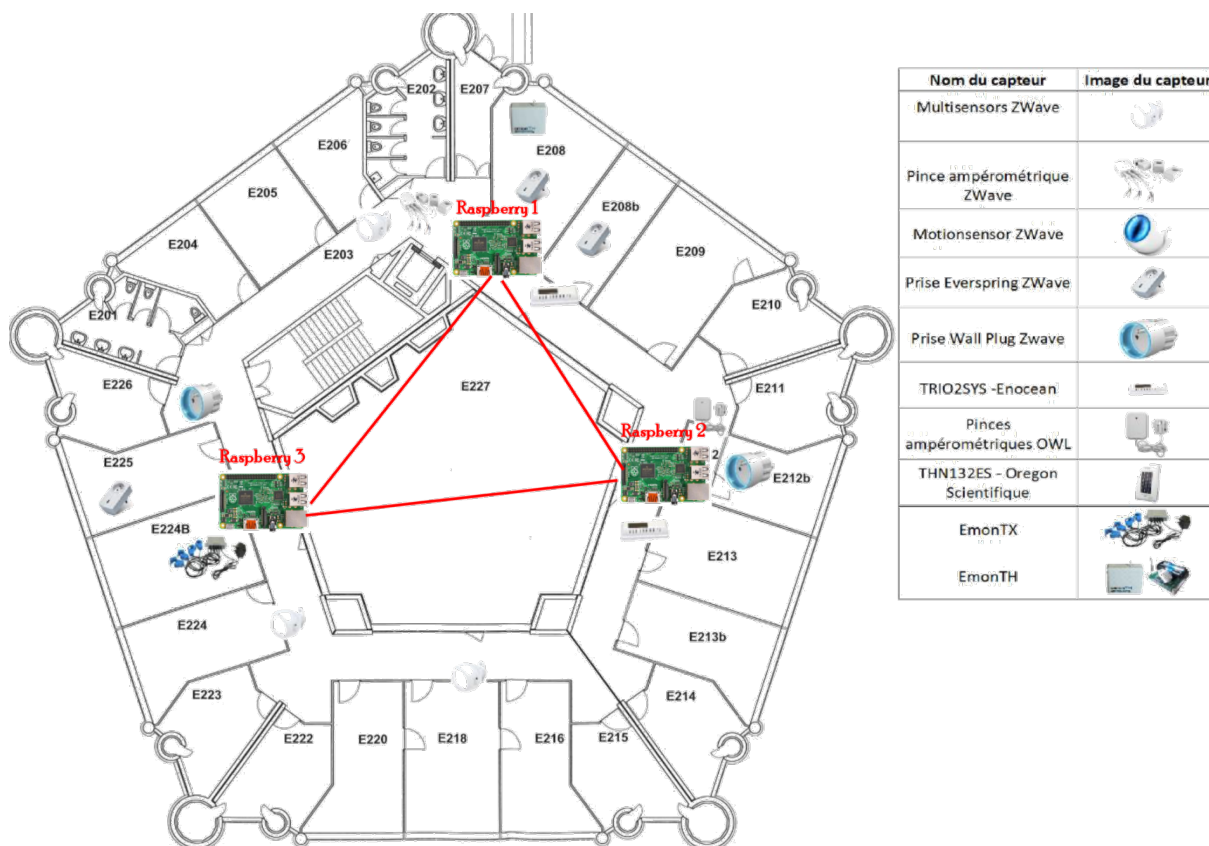 E202
E207
E206
E208
E205
Raspberry 1
E208b
E204
E203
E209
E210
E201
E227
E226
E211
Raspberry 2
2
E225
Raspberry 3
E212b
E224B
E213
E224
E213b
E223
E214
E222
E220
E218
E216
E215
Nom du capteur
Image du capteur
Multisensors ZWave
Pince ampérométrique
ZWave
Motionsensor ZWave
Prise Everspring ZWave
Prise Wall Plug Zwave
TRIO2SYS -Enocean
Pinces
ampérométriques OWL
THN132ES - Oregon
Scientifique
EmonTX
EmonTH